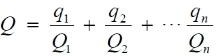 Q = q₁/Q₁ + q₂/Q₂ + ⋯ qₙ/Qₙ